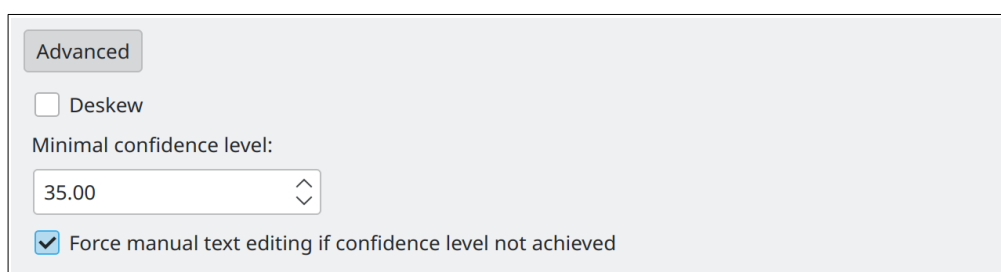 Advanced
Deskew
Minimal confidence level:
35.00
Force manual text editing if confidence level not achieved